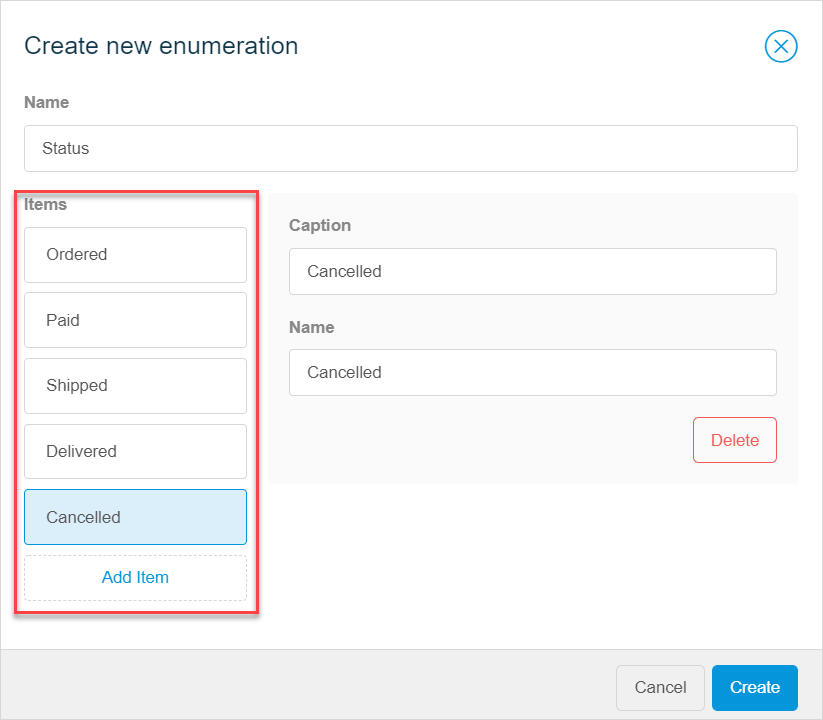 Create new enumeration
Name
Status
Items
Ordered
Paid
Shipped
Delivered
Cancelled
Add Item
Caption
Cancelled
Name
Cancelled
Delete
Cancel
Create